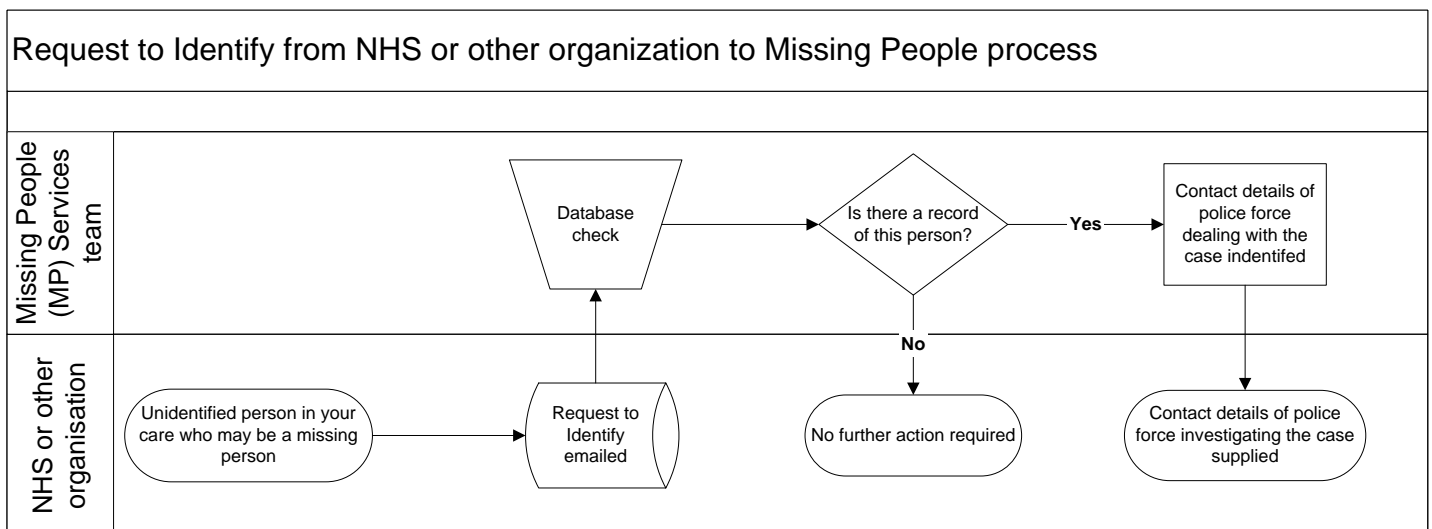 Request to Identify from NHS or other organization to Missing People process
Missing People
(MP) Services
team
Database
check
Is there a record
of this person?
Yes
Contact details of
police force
dealing with the
case indentifed
No
NHS or other
organisation
Unidentified person in your
care who may be a missing
person
Request to
Identify
emailed
No further action required
Contact details of police
force investigating the case
supplied